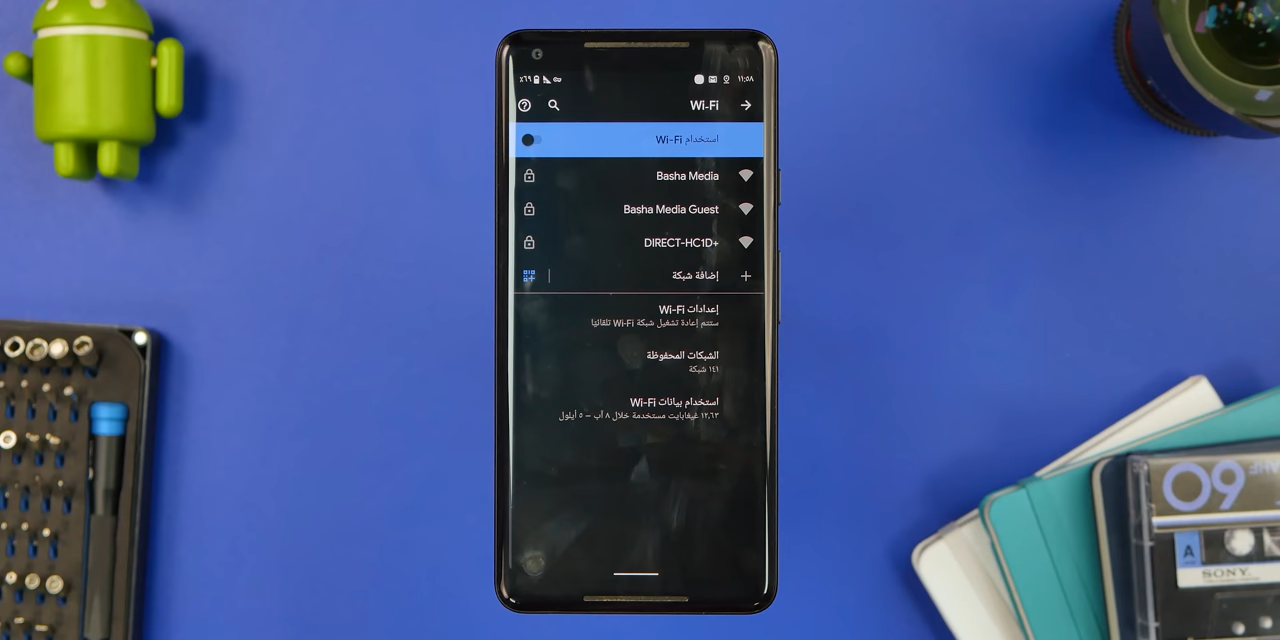 ١١:٥٨ ٪٦٩
Wi-Fi
استخدام Wi-Fi
Basha Media
Basha Media Guest
DIRECT-HC1D+
إضافة شبكة
إعدادات Wi-Fi
ستتم إعادة تشغيل شبكة Wi-Fi تلقائيًا
الشبكات المحفوظة
١٤١ شبكة
استخدام بيانات Wi-Fi
١٢٫٦٣ غيغابايت مستخدمة خلال ٨ آب – ٥ أيلول
60
A
SONY